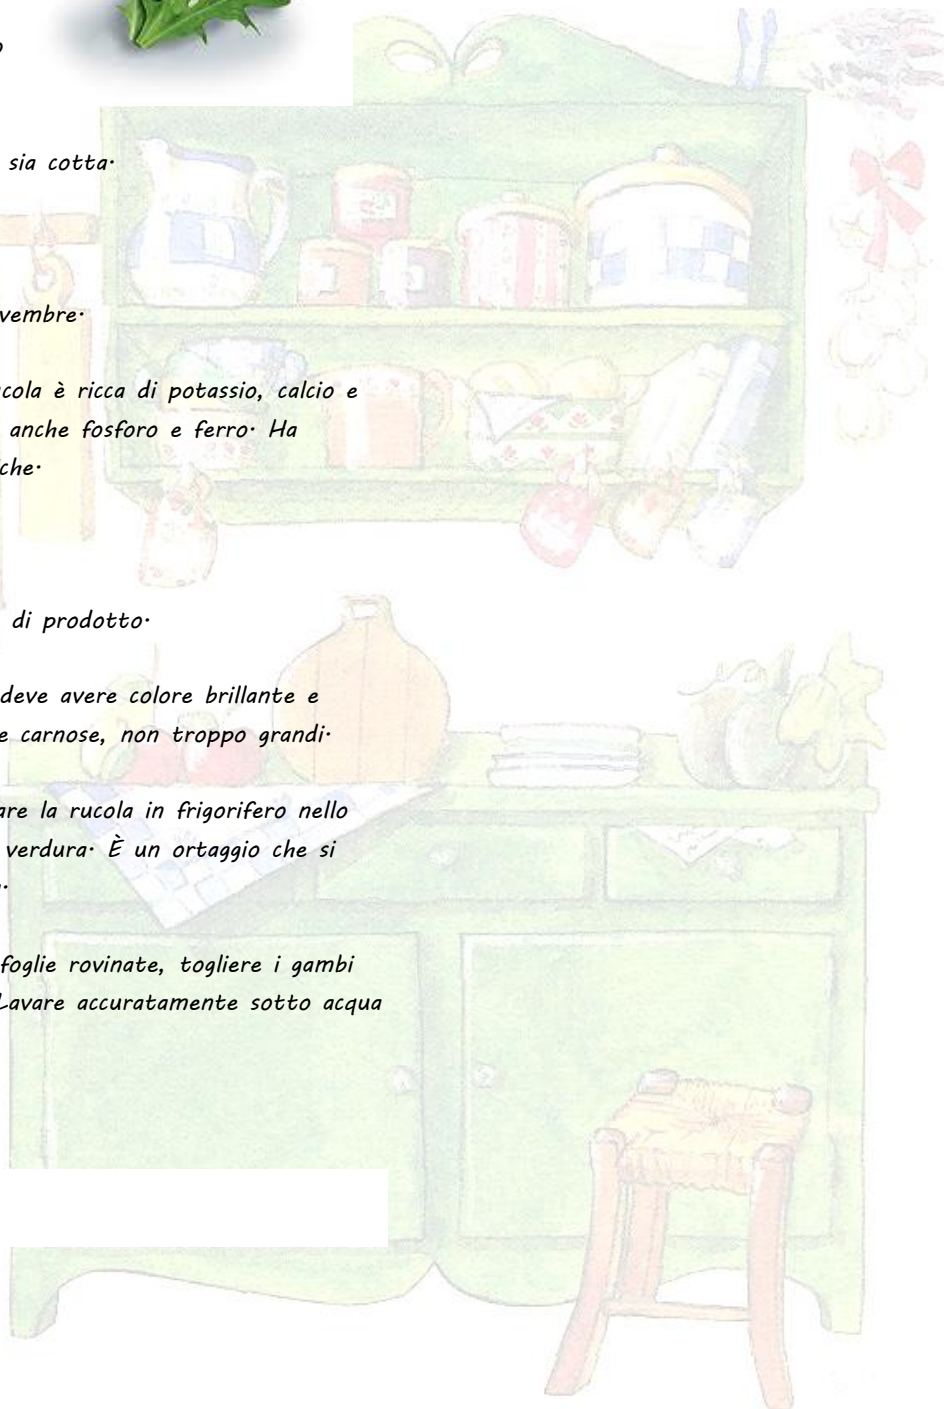 sia cotta.
vembre.
cola è ricca di potassio, calcio e
anche fosforo e ferro. Ha
che.
di prodotto.
deve avere colore brillante e
e carnose, non troppo grandi.
are la rucola in frigorifero nello
verdura. È un ortaggio che si
foglie rovinate, togliere i gambi
Lavare accuratamente sotto acqua